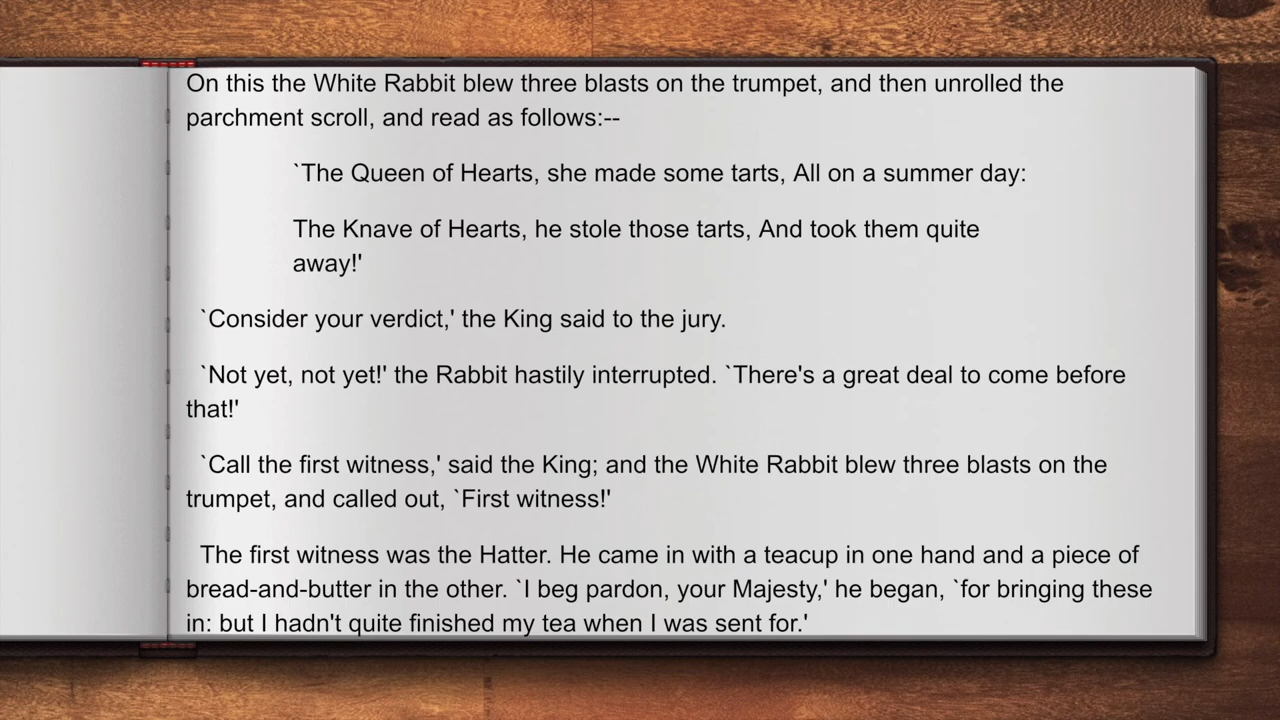 On this the White Rabbit blew three blasts on the trumpet, and then unrolled the
parchment scroll, and read as follows:--
`The Queen of Hearts, she made some tarts, All on a summer day:
The Knave of Hearts, he stole those tarts, And took them quite
away!'
`Consider your verdict,' the King said to the jury.
`Not yet, not yet!' the Rabbit hastily interrupted. `There's a great deal to come before
that!'
`Call the first witness,' said the King; and the White Rabbit blew three blasts on the
trumpet, and called out, `First witness!'
The first witness was the Hatter. He came in with a teacup in one hand and a piece of
bread-and-butter in the other. `I beg pardon, your Majesty,' he began, `for bringing these
in: but I hadn't quite finished my tea when I was sent for.'